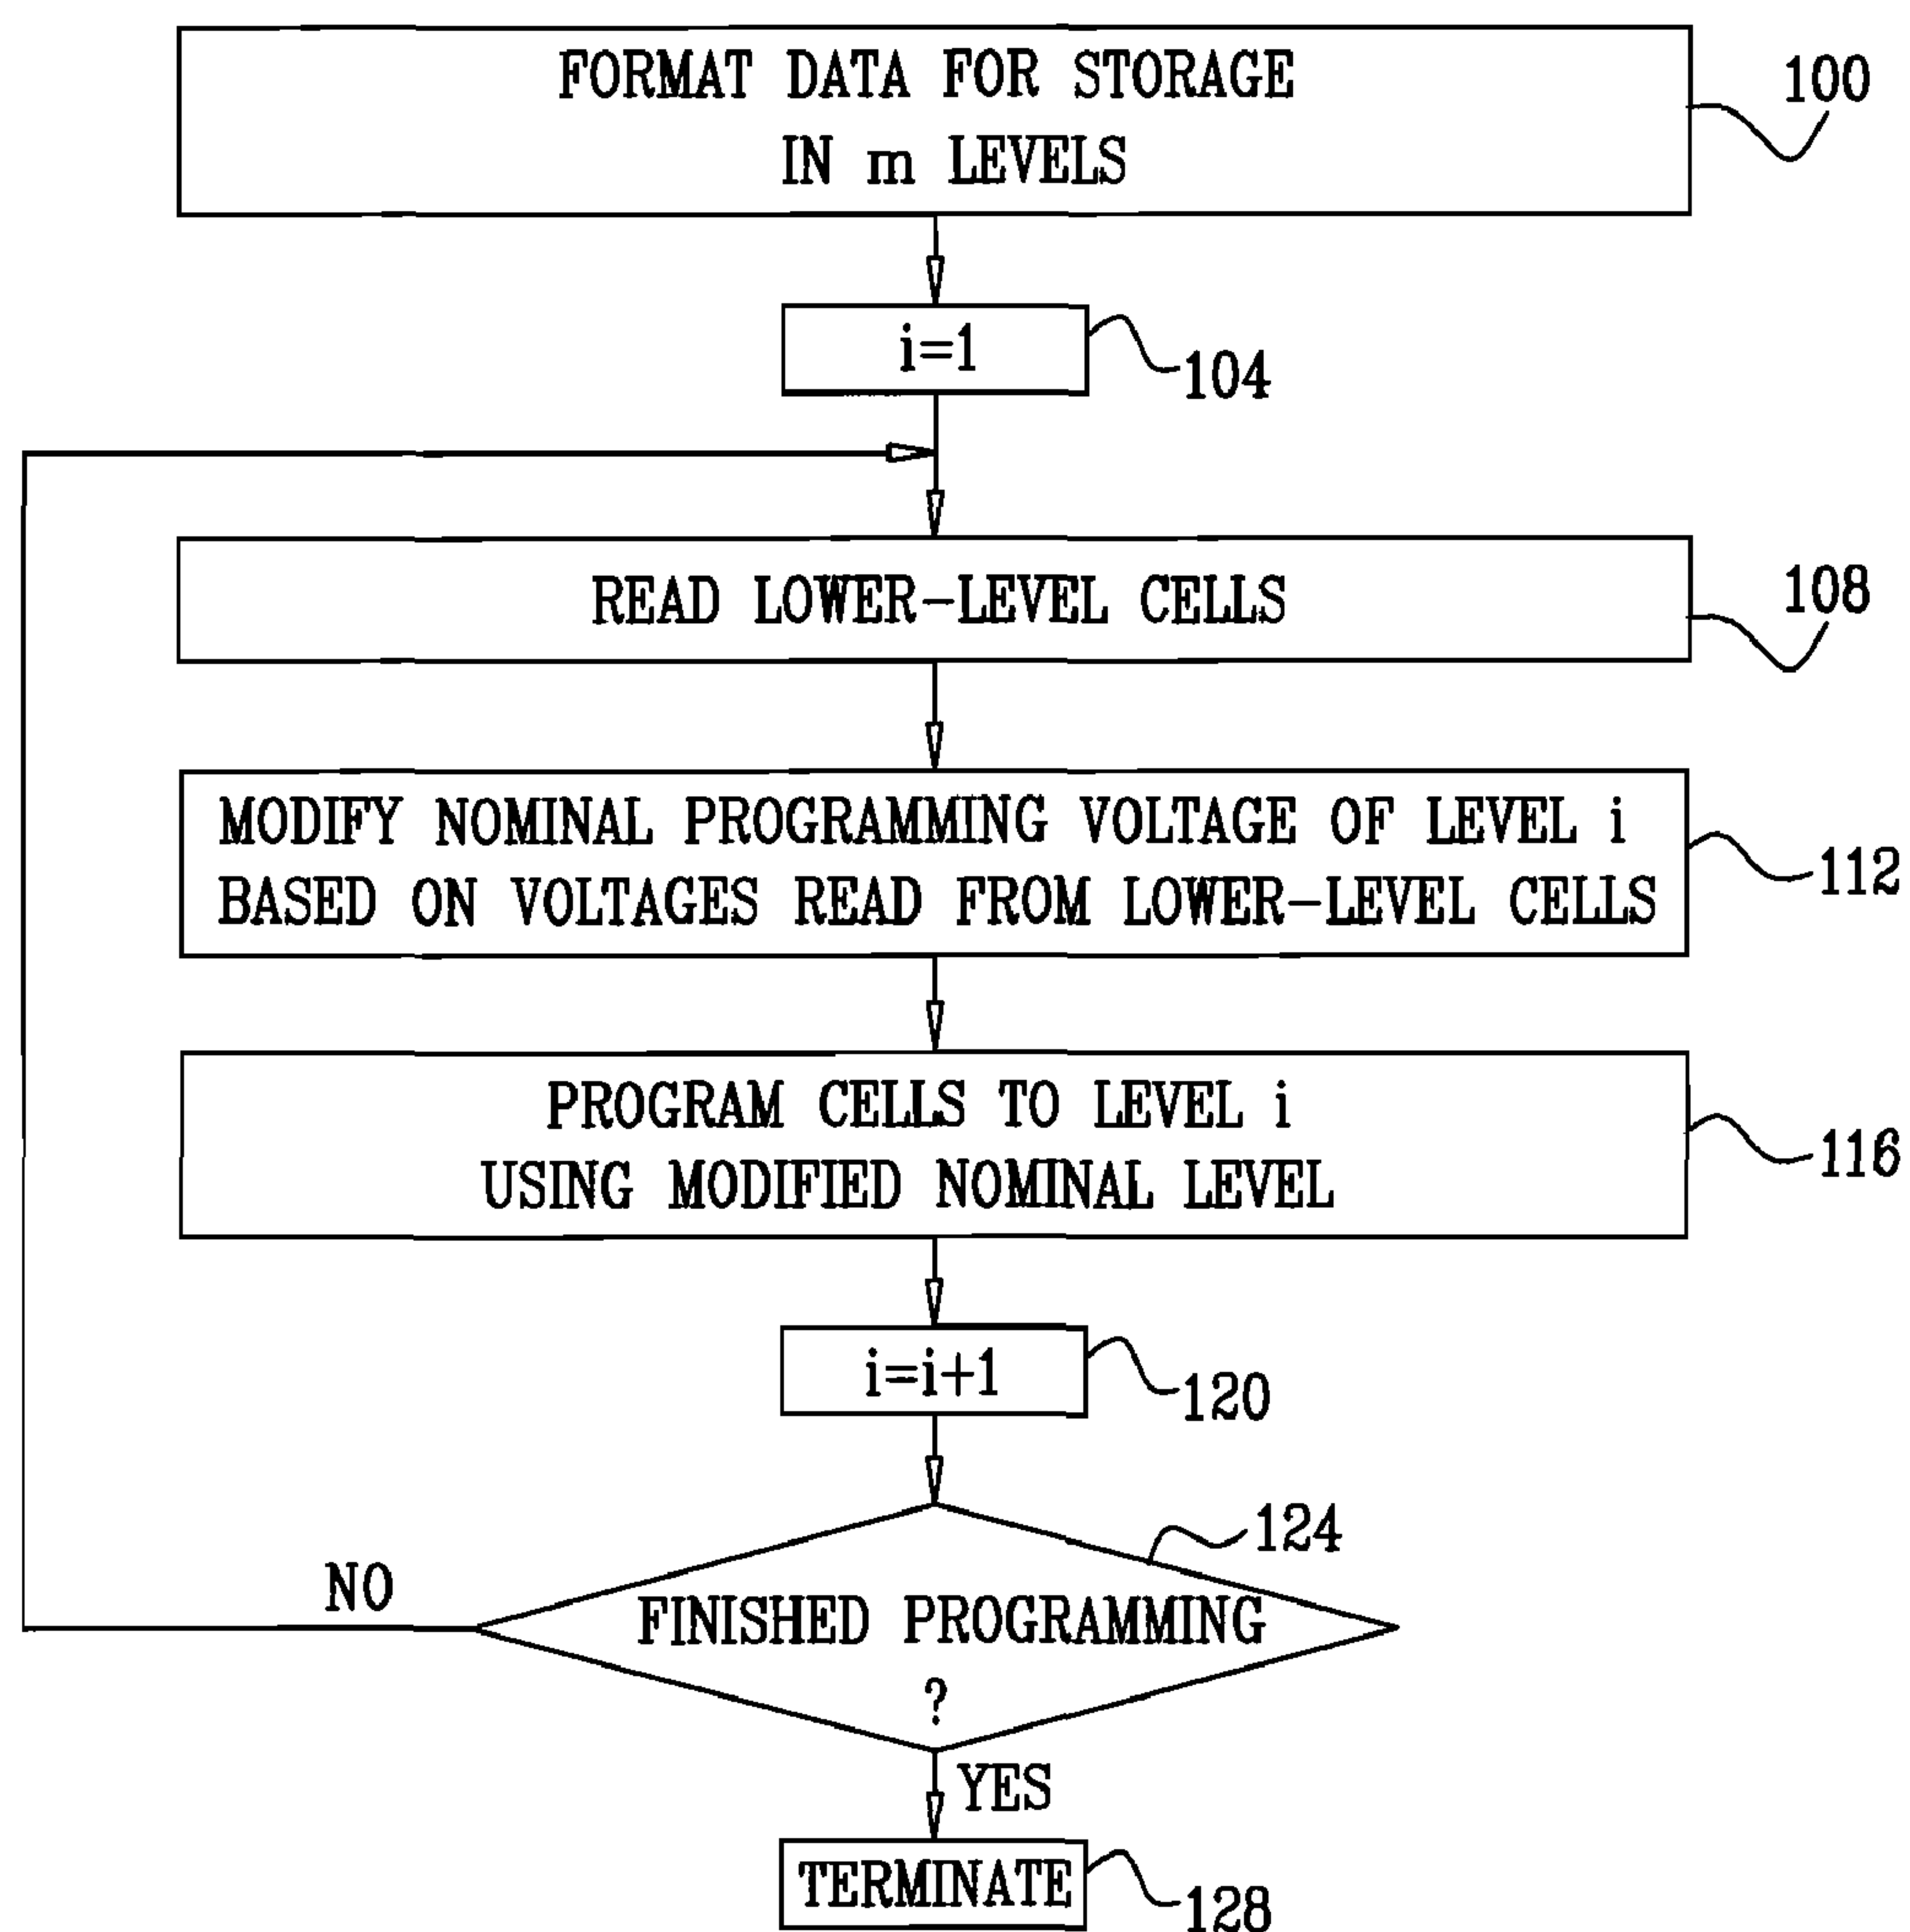 FORMAT DATA FOR STORAGE
IN m LEVELS
100
i=1
104
READ LOWER-LEVEL CELLS
108
MODIFY NOMINAL PROGRAMMING VOLTAGE OF LEVEL i
BASED ON VOLTAGES READ FROM LOWER-LEVEL CELLS
112
PROGRAM CELLS TO LEVEL i
USING MODIFIED NOMINAL LEVEL
116
i=i+1
120
124
NO
FINISHED PROGRAMMING
?
YES
TERMINATE
128